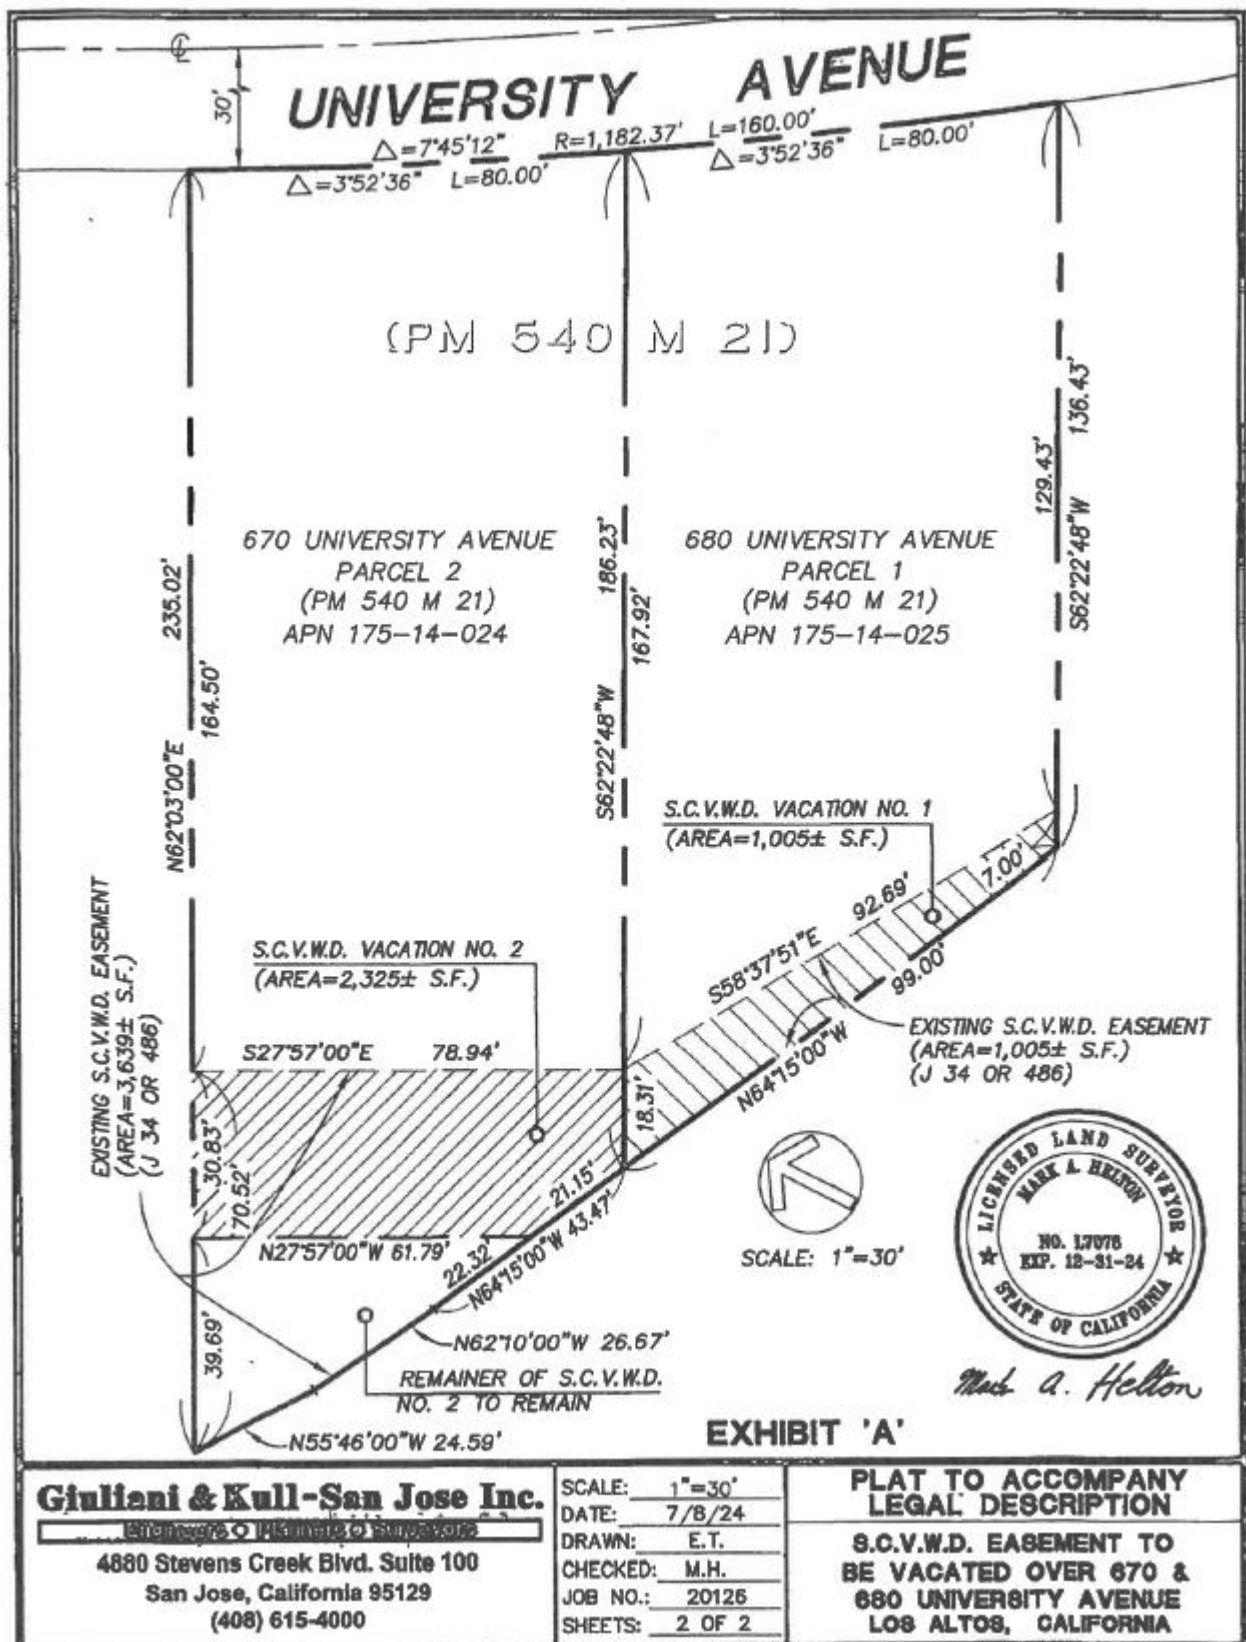 ℄
30'
UNIVERSITY AVENUE
Δ=7°45'12" R=1,182.37' L=160.00'
Δ=3°52'36" L=80.00'
Δ=3°52'36" L=80.00'
(PM 540 M 21)
136.43'
129.43'
S62°22'48"W
670 UNIVERSITY AVENUE
PARCEL 2
(PM 540 M 21)
APN 175-14-024
680 UNIVERSITY AVENUE
PARCEL 1
(PM 540 M 21)
APN 175-14-025
235.02'
164.50'
N62°03'00"E
186.23'
167.92'
S62°22'48"W
S.C.V.W.D. VACATION NO. 1
(AREA=1,005± S.F.)
92.69'
7.00'
S58°37'51"E
99.00'
N64°15'00"W
EXISTING S.C.V.W.D. EASEMENT
(AREA=3,639± S.F.)
(J 34 OR 486)
S.C.V.W.D. VACATION NO. 2
(AREA=2,325± S.F.)
S27°57'00"E 78.94'
EXISTING S.C.V.W.D. EASEMENT
(AREA=1,005± S.F.)
(J 34 OR 486)
18.31'
30.83'
70.52'
21.15'
N27°57'00"W 61.79'
22.32'
N64°15'00"W 43.47'
39.69'
N62°10'00"W 26.67'
REMAINER OF S.C.V.W.D.
NO. 2 TO REMAIN
N55°46'00"W 24.59'
SCALE: 1"=30'
LICENSED LAND SURVEYOR
MARK A. HELTON
NO. L7078
EXP. 12-31-24
STATE OF CALIFORNIA
Mark A. Helton
EXHIBIT 'A'
Giuliani & Kull-San Jose Inc.
Engineers Planners Surveyors
4880 Stevens Creek Blvd. Suite 100
San Jose, California 95129
(408) 615-4000
SCALE: 1"=30'
DATE: 7/8/24
DRAWN: E.T.
CHECKED: M.H.
JOB NO.: 20126
SHEETS: 2 OF 2
PLAT TO ACCOMPANY
LEGAL DESCRIPTION
S.C.V.W.D. EASEMENT TO
BE VACATED OVER 670 &
680 UNIVERSITY AVENUE
LOS ALTOS, CALIFORNIA